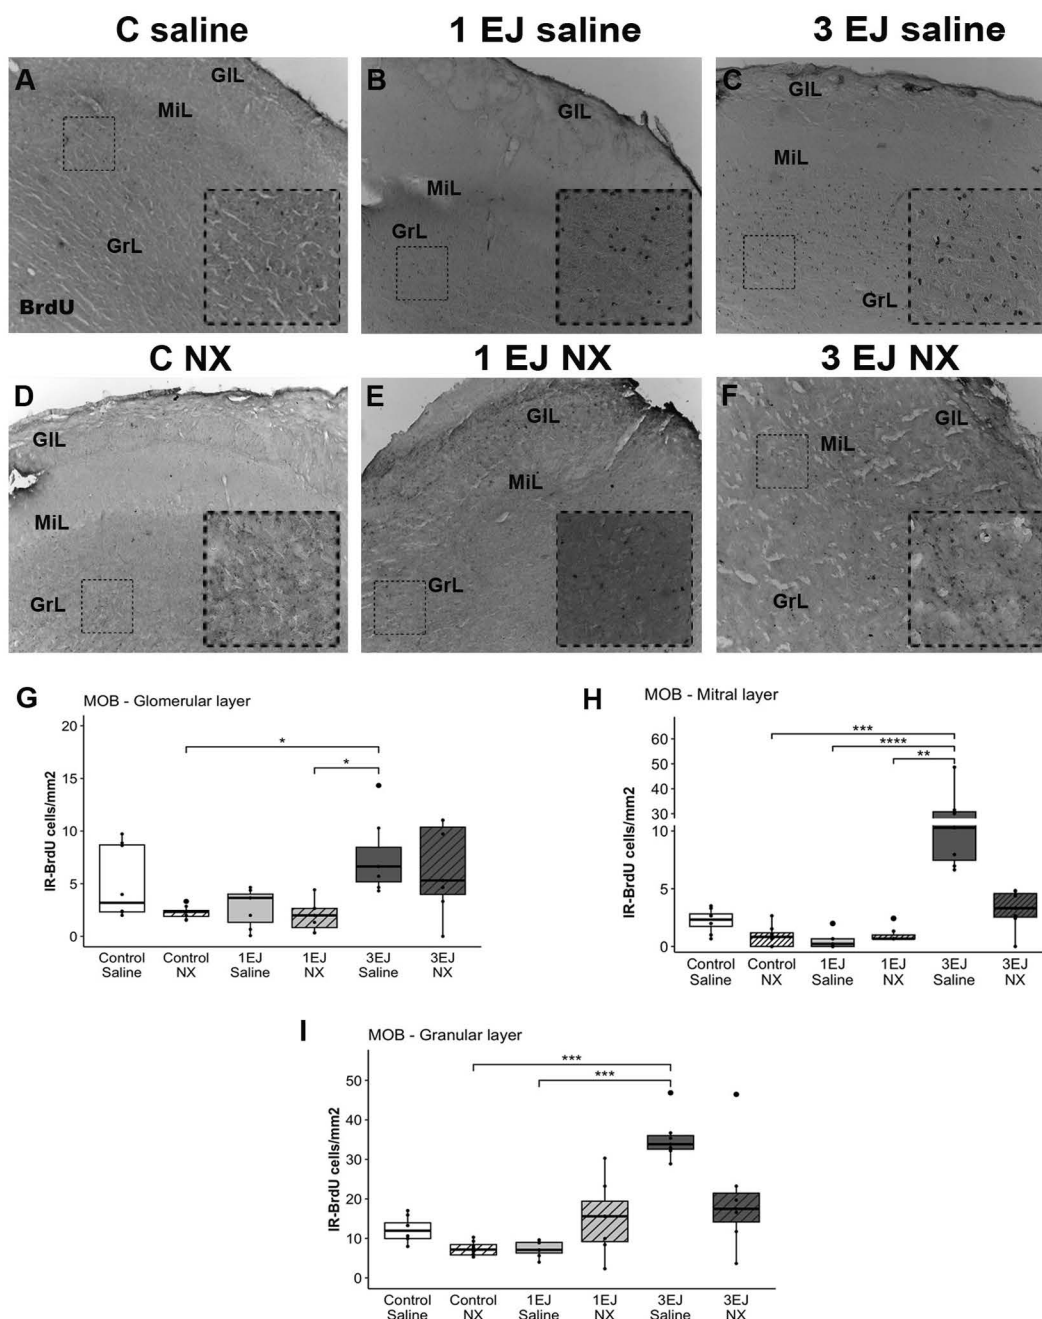 C saline
1 EJ saline
3 EJ saline
A
GlL
MiL
GrL
BrdU
B
GlL
MiL
GrL
C
GlL
MiL
GrL
C NX
1 EJ NX
3 EJ NX
D
GlL
MiL
GrL
E
GlL
MiL
GrL
F
GlL
MiL
GrL
G
MOB - Glomerular layer
IR-BrdU cells/mm2
20
15
10
5
0
*
*
Control Saline
Control NX
1EJ Saline
1EJ NX
3EJ Saline
3EJ NX
H
MOB - Mitral layer
IR-BrdU cells/mm2
60
50
40
30
10
5
0
***
****
**
Control Saline
Control NX
1EJ Saline
1EJ NX
3EJ Saline
3EJ NX
I
MOB - Granular layer
IR-BrdU cells/mm2
50
40
30
20
10
0
***
***
Control Saline
Control NX
1EJ Saline
1EJ NX
3EJ Saline
3EJ NX